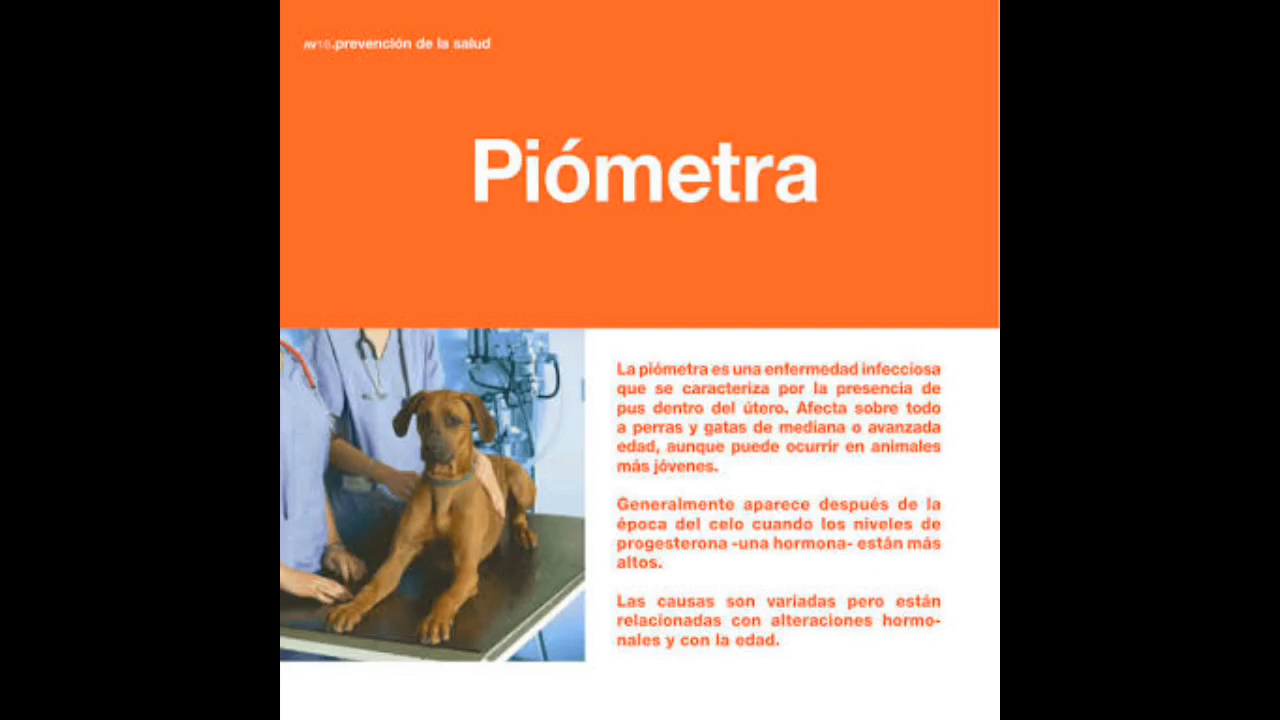 .prevención de la salud
Piómetra
La piómetra es una enfermedad infecciosa
que se caracteriza por la presencia de
pus dentro del útero. Afecta sobre todo
a perras y gatas de mediana o avanzada
edad, aunque puede ocurrir en animales
más jóvenes.
Generalmente aparece después de la
época del celo cuando los niveles de
progesterona -una hormona- están más
altos.
Las causas son variadas pero están
relacionadas con alteraciones hormo-
nales y con la edad.